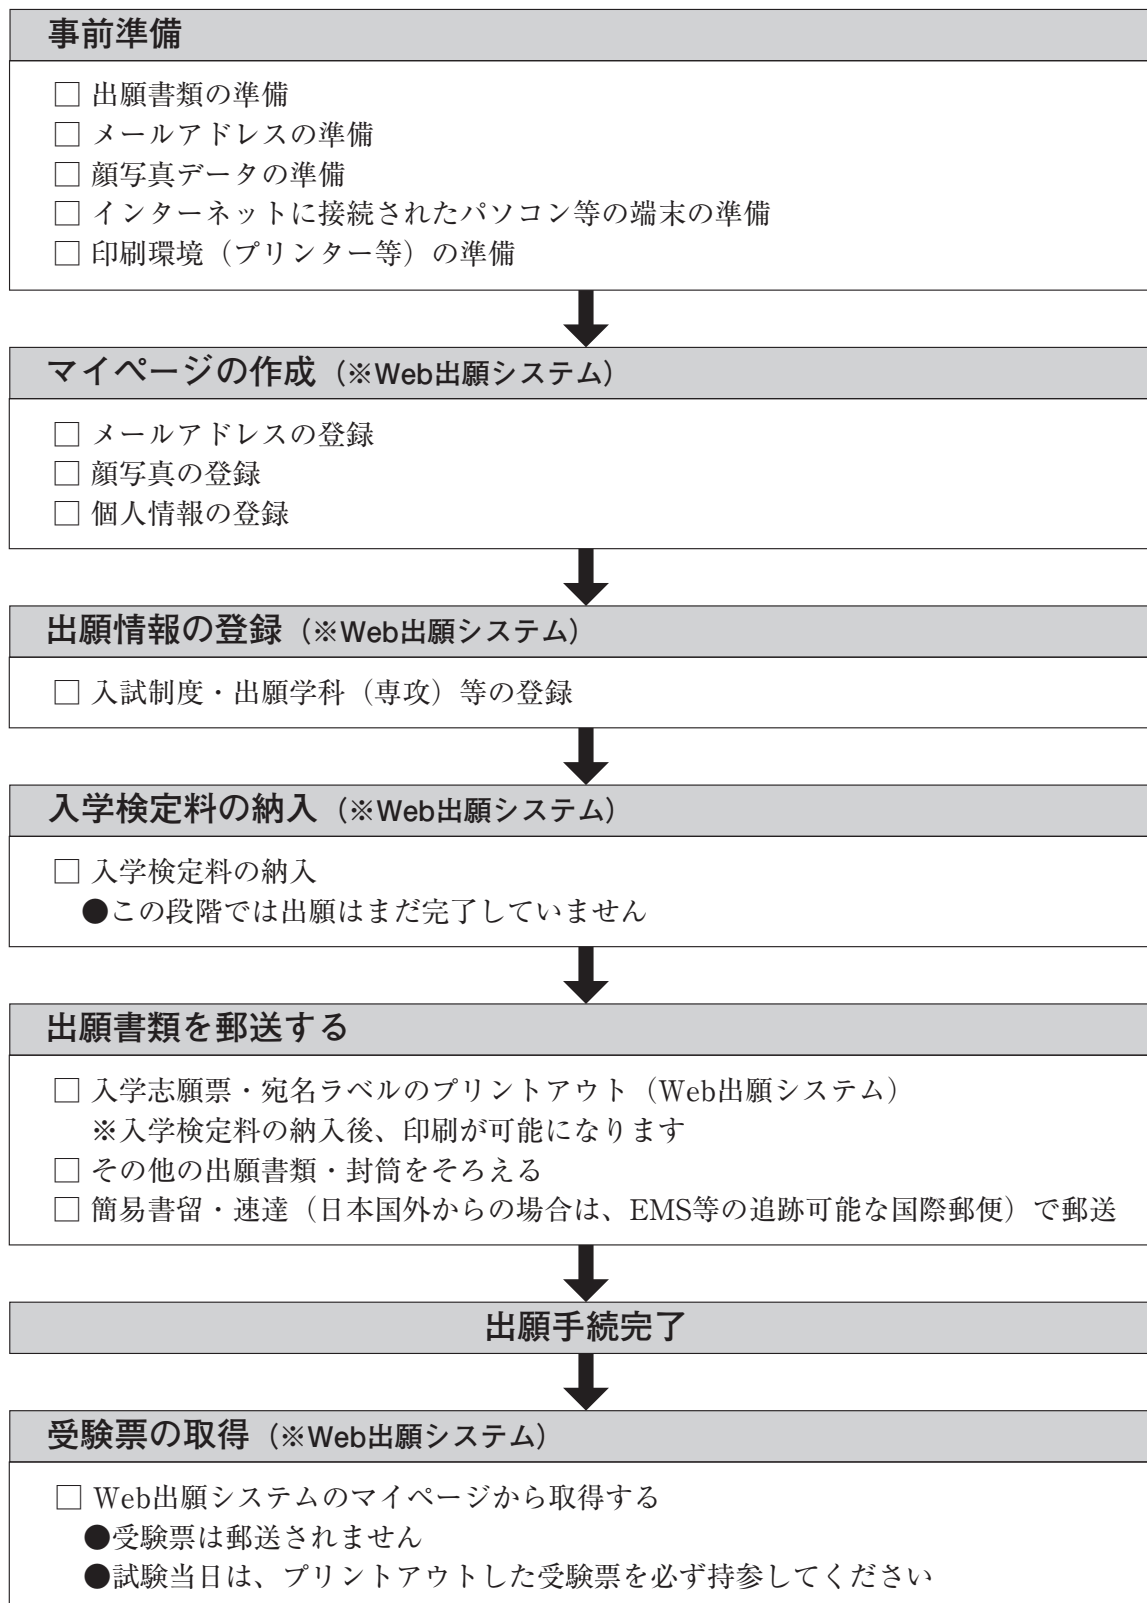 事前準備
□ 出願書類の準備
□ メールアドレスの準備
□ 顔写真データの準備
□ インターネットに接続されたパソコン等の端末の準備
□ 印刷環境（プリンター等）の準備
マイページの作成（※Web出願システム）
□ メールアドレスの登録
□ 顔写真の登録
□ 個人情報の登録
出願情報の登録（※Web出願システム）
□ 入試制度・出願学科（専攻）等の登録
入学検定料の納入（※Web出願システム）
□ 入学検定料の納入
●この段階では出願はまだ完了していません
出願書類を郵送する
□ 入学志願票・宛名ラベルのプリントアウト（Web出願システム）
※入学検定料の納入後、印刷が可能になります
□ その他の出願書類・封筒をそろえる
□ 簡易書留・速達（日本国外からの場合は、EMS等の追跡可能な国際郵便）で郵送
出願手続完了
受験票の取得（※Web出願システム）
□ Web出願システムのマイページから取得する
●受験票は郵送されません
●試験当日は、プリントアウトした受験票を必ず持参してください